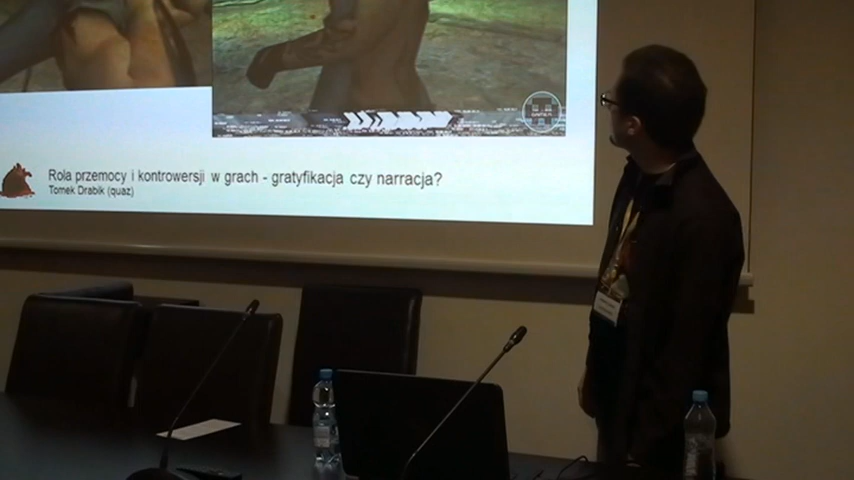 Rola przemocy i kontrowersji w grach - gratyfikacja czy narracja?
Tomek Drabik (quaz)